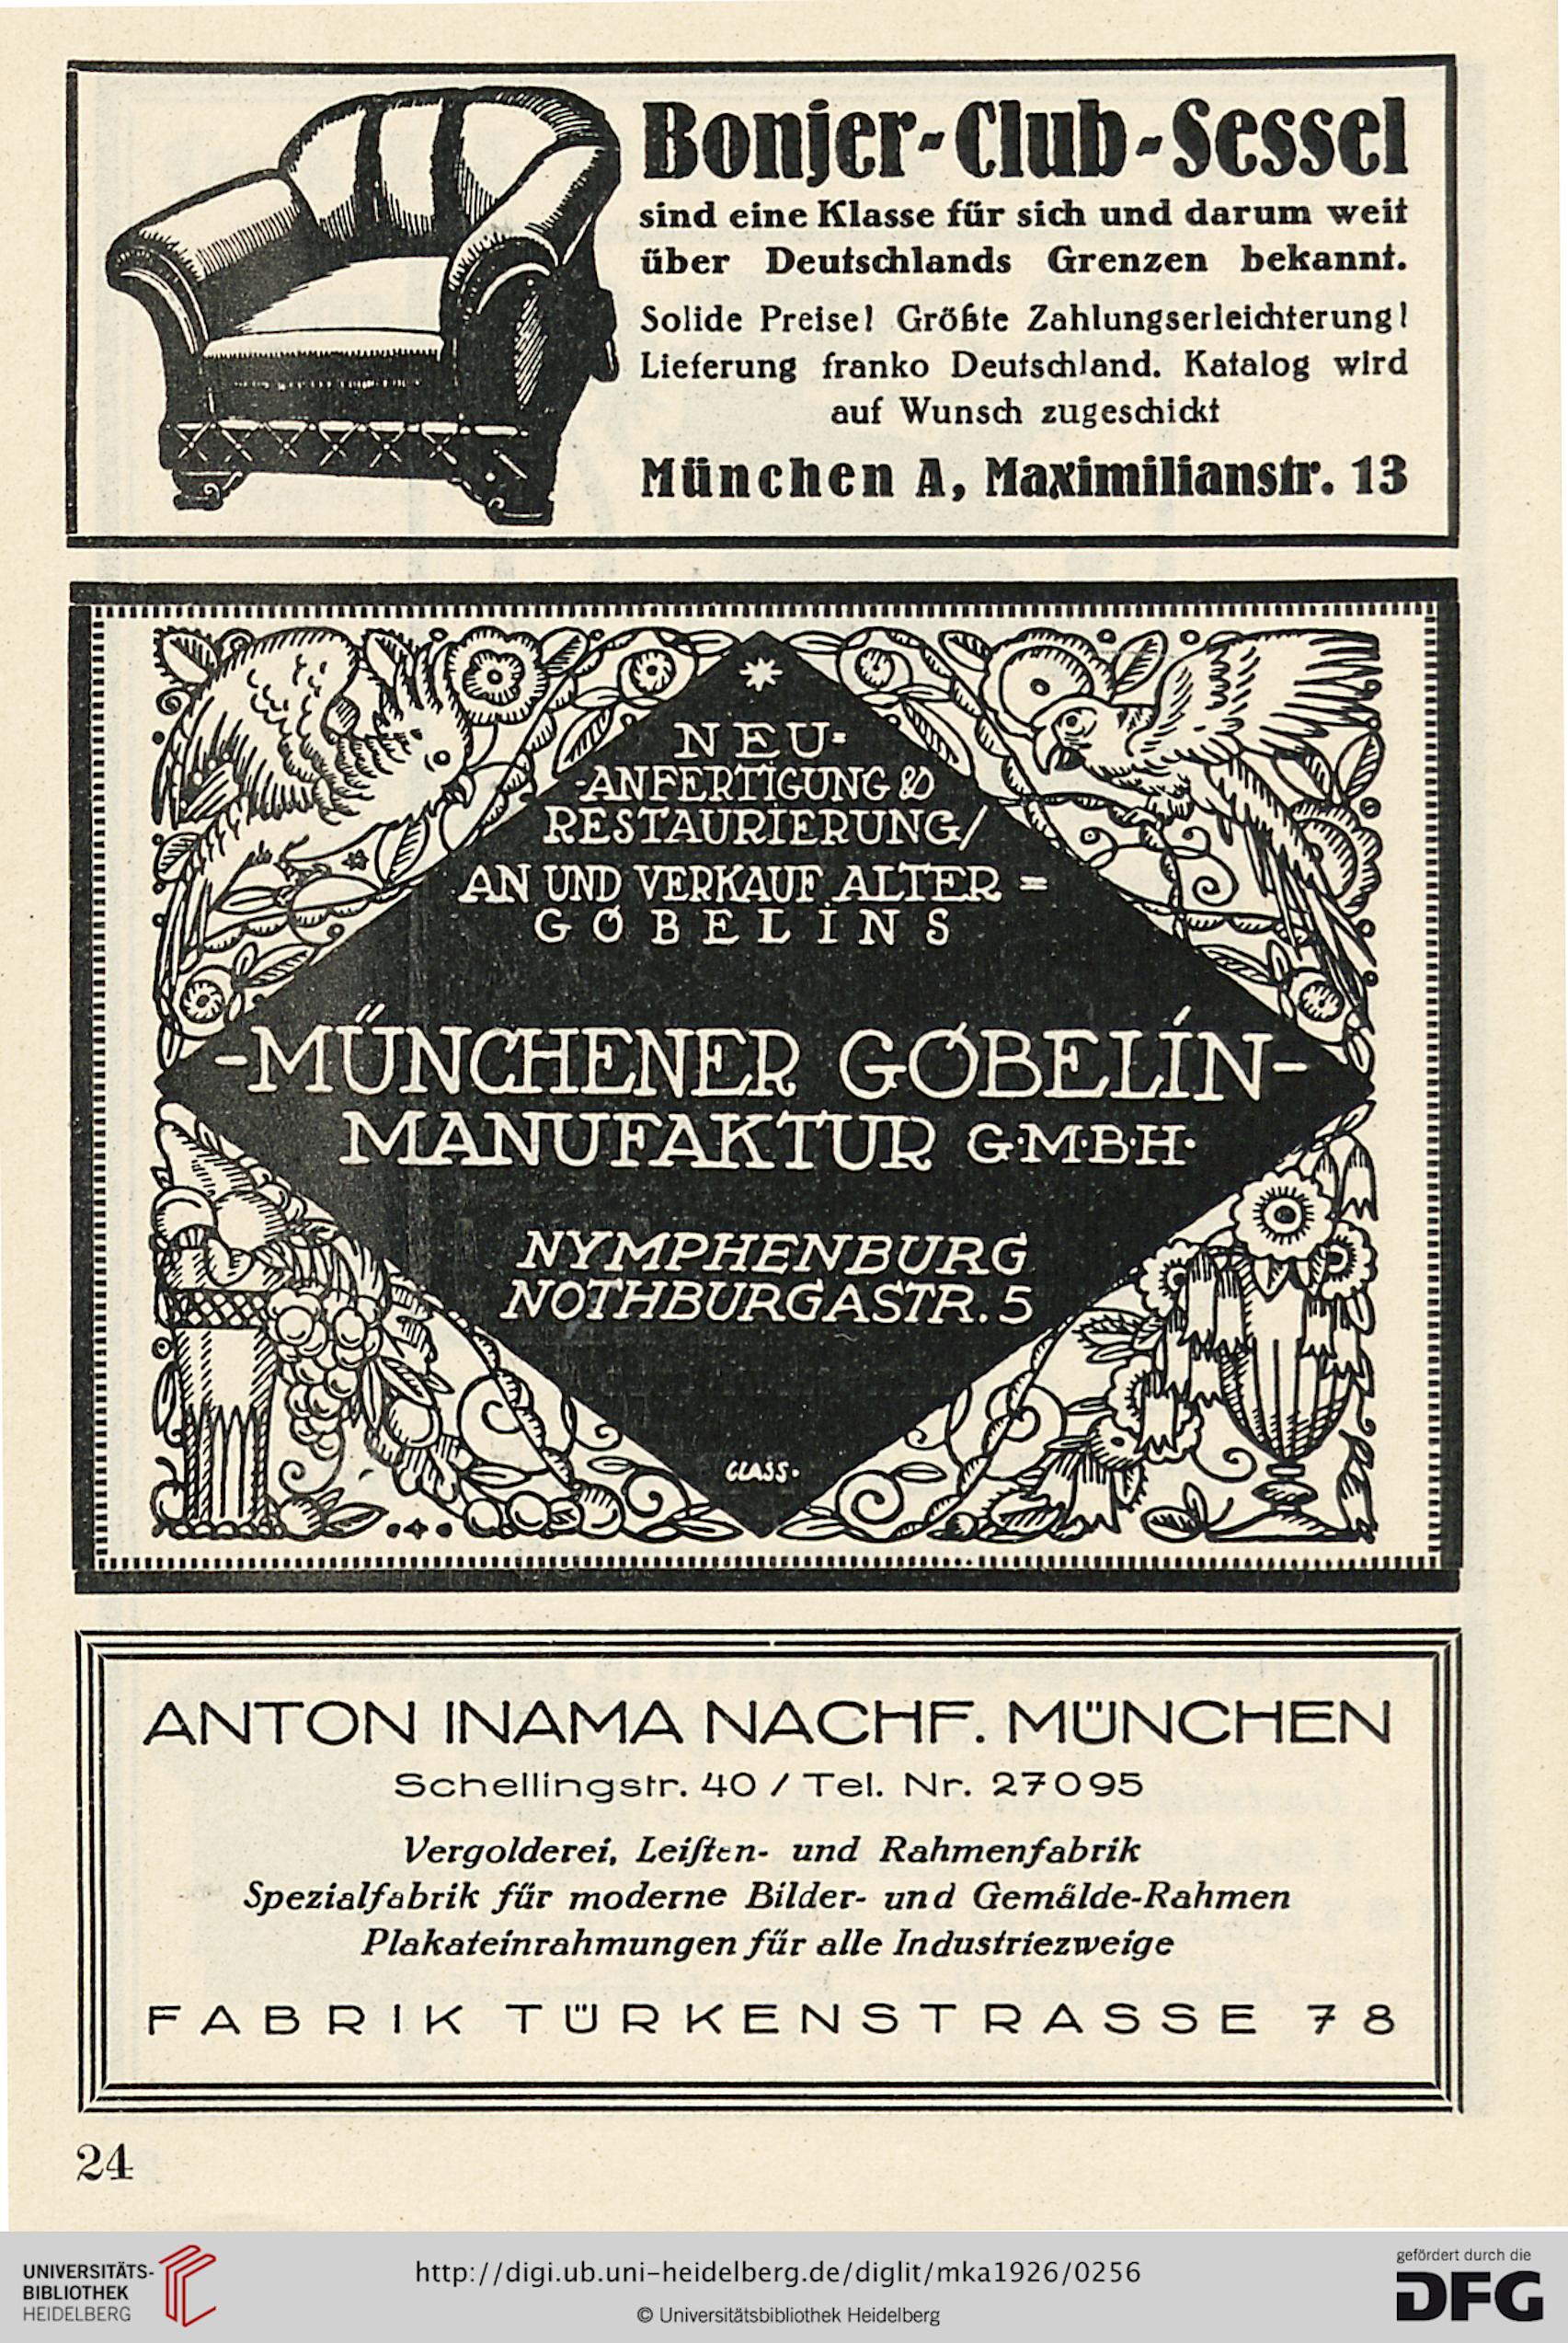 Bonjer-Club-Sessel
sind eine Klasse für sich und darum weit
über Deutschlands Grenzen bekannt.
Solide Preise! Größte Zahlungserleichterung!
Lieferung franko Deutschland. Katalog wird
auf Wunsch zugeschickt
München A, Maximilianstr. 13
NEU=
-ANFERTIGUNG &
RESTAURIERUNG/
AN UND VERKAUF ALTER =
GOBELINS
-MÜNCHENER GOBELIN-
MANUFAKTUR G·M·B·H·
NYMPHENBURG
NOTHBURGASTR. 5
CLASS.
ANTON INAMA NACHF. MÜNCHEN
Schellingstr. 40 / Tel. Nr. 27095
Vergolderei, Leiſten- und Rahmenfabrik
Spezialfabrik für moderne Bilder- und Gemälde-Rahmen
Plakateinrahmungen für alle Industriezweige
FABRIK TÜRKENSTRASSE 78
24
UNIVERSITÄTS-
BIBLIOTHEK
HEIDELBERG
http://digi.ub.uni-heidelberg.de/diglit/mka1926/0256
© Universitätsbibliothek Heidelberg
gefördert durch die
DFG